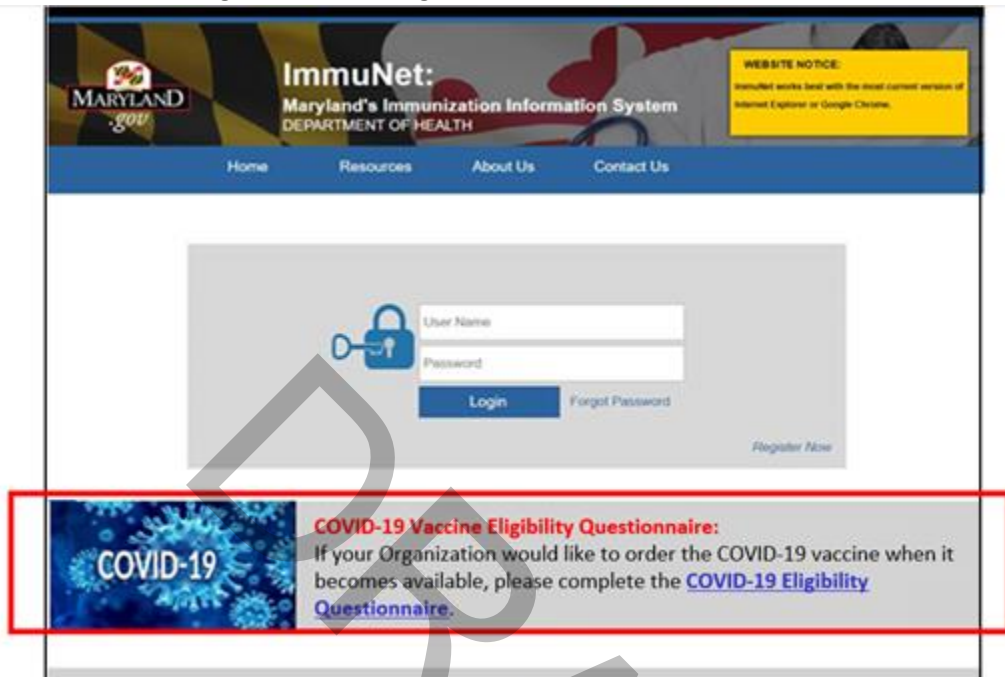 MARYLAND
.gov
ImmuNet:
Maryland's Immunization Information System
DEPARTMENT OF HEALTH
WEBSITE NOTICE:
ImmuNet works best with the most current version of
Internet Explorer or Google Chrome.
Home Resources About Us Contact Us
User Name
Password
Login Forgot Password
Register Now
COVID-19
COVID-19 Vaccine Eligibility Questionnaire:
If your Organization would like to order the COVID-19 vaccine when it
becomes available, please complete the COVID-19 Eligibility
Questionnaire.